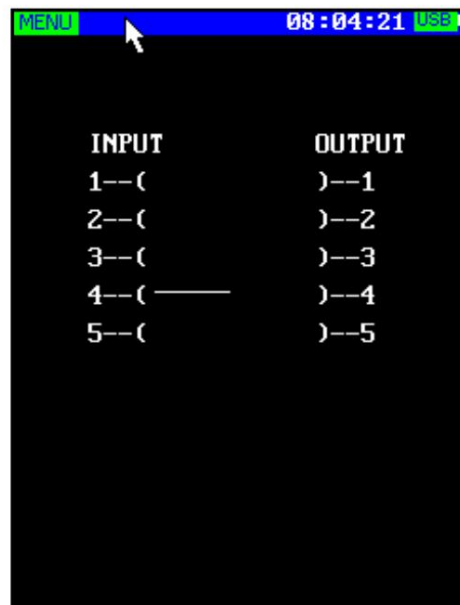 MENU 08:04:21 USB
INPUT OUTPUT
1--( )--1
2--( )--2
3--( )--3
4--( )--4
5--( )--5